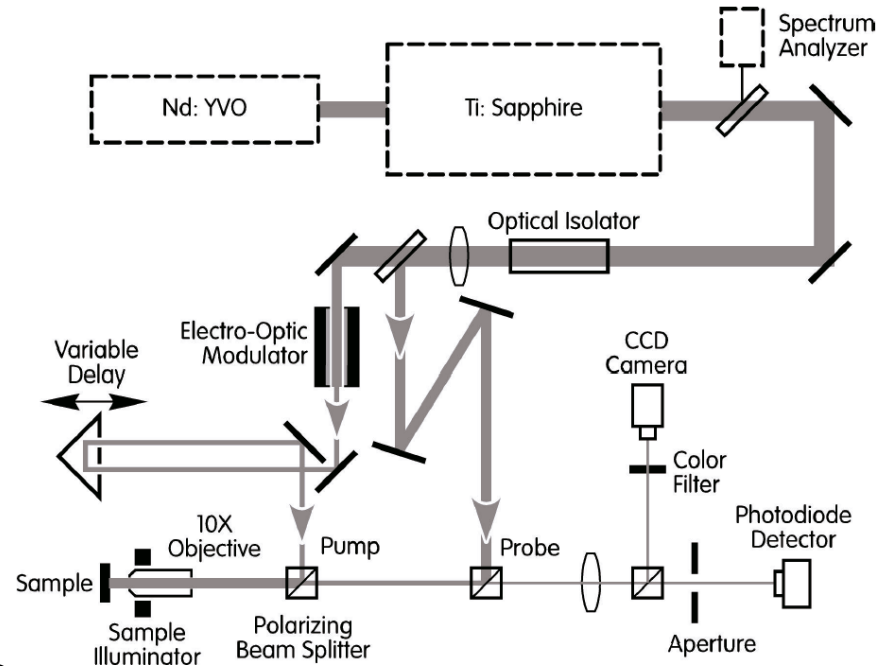 Spectrum
Analyzer
Nd: YVO
Ti: Sapphire
Optical Isolator
Electro-Optic
Modulator
Variable
Delay
CCD
Camera
Color
Filter
Photodiode
Detector
10X
Objective
Pump
Probe
Sample
Sample
Illuminator
Polarizing
Beam Splitter
Aperture